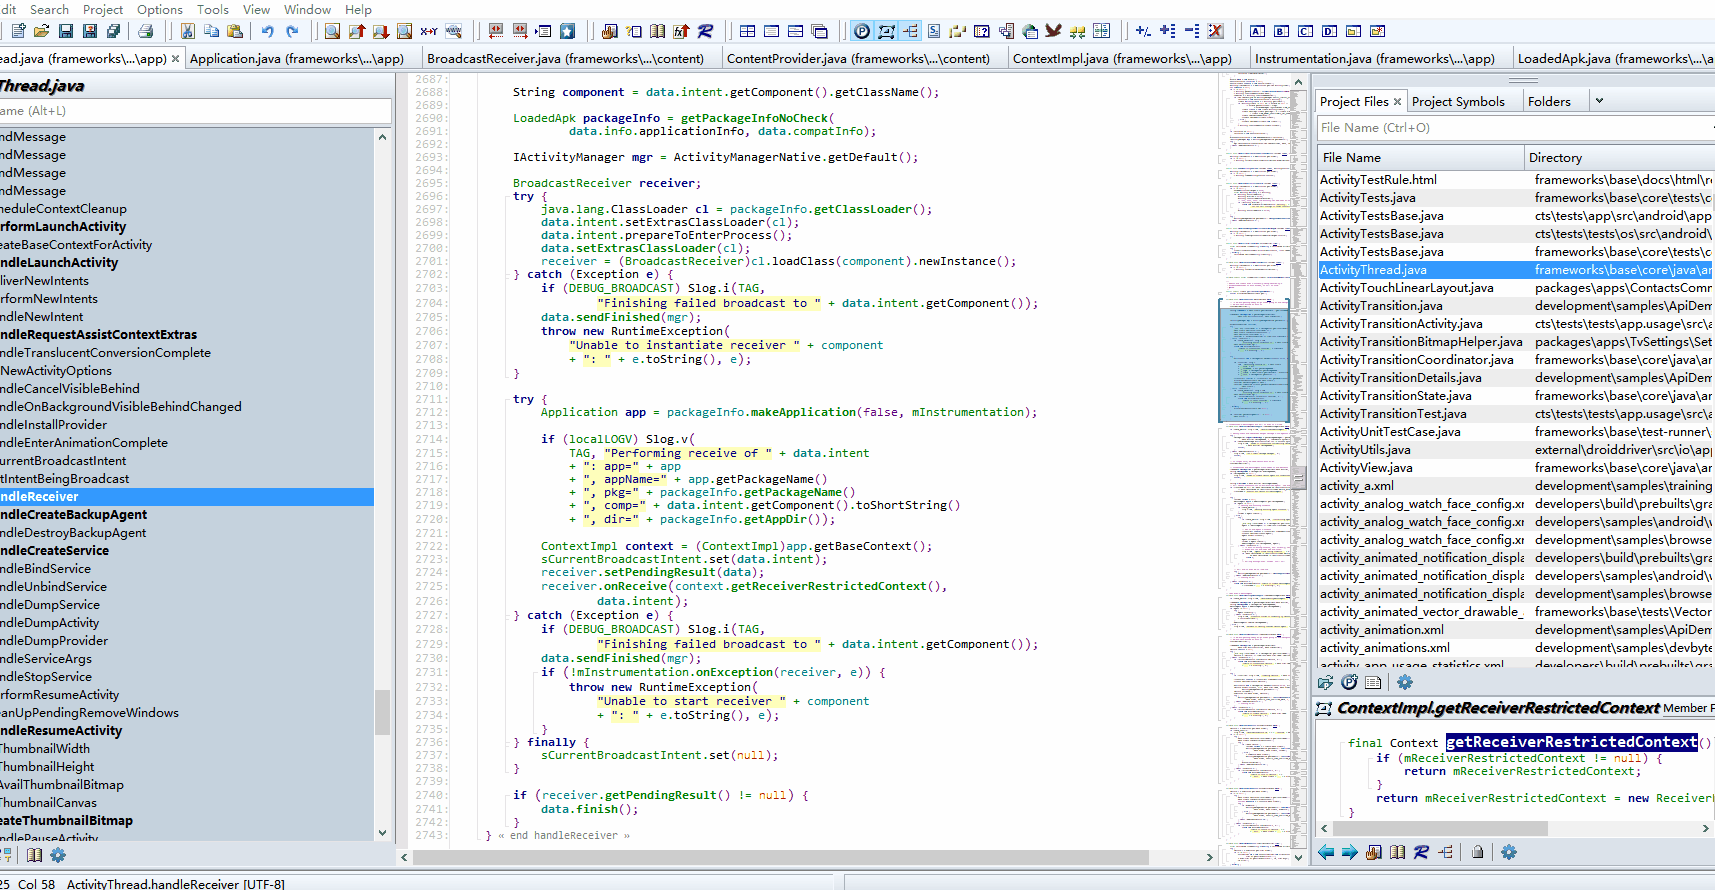 dit Search Project Options Tools View Window Help
ead.java (frameworks\...\app) × Application.java (frameworks\...\app) BroadcastReceiver.java (frameworks\...\content) ContentProvider.java (frameworks\...\content) ContextImpl.java (frameworks\...\app) Instrumentation.java (frameworks\...\app) LoadedApk.java (frameworks\...\a
Thread.java
ame (Alt+L)
ndMessage
ndMessage
ndMessage
ndMessage
heduleContextCleanup
rformLaunchActivity
eateBaseContextForActivity
ndleLaunchActivity
liverNewIntents
rformNewIntents
ndleNewIntent
ndleRequestAssistContextExtras
ndleTranslucentConversionComplete
NewActivityOptions
ndleCancelVisibleBehind
ndleOnBackgroundVisibleBehindChanged
ndleInstallProvider
ndleEnterAnimationComplete
urrentBroadcastIntent
tIntentBeingBroadcast
ndleReceiver
ndleCreateBackupAgent
ndleDestroyBackupAgent
ndleCreateService
ndleBindService
ndleUnbindService
ndleDumpService
ndleDumpActivity
ndleDumpProvider
ndleServiceArgs
ndleStopService
rformResumeActivity
eanUpPendingRemoveWindows
ndleResumeActivity
ThumbnailWidth
ThumbnailHeight
AvailThumbnailBitmap
ThumbnailCanvas
eateThumbnailBitmap
ndlePauseActivity
2687:
2688: String component = data.intent.getComponent().getClassName();
2689:
2690: LoadedApk packageInfo = getPackageInfoNoCheck(
2691: data.info.applicationInfo, data.compatInfo);
2692:
2693: IActivityManager mgr = ActivityManagerNative.getDefault();
2694:
2695: BroadcastReceiver receiver;
2696: try {
2697: java.lang.ClassLoader cl = packageInfo.getClassLoader();
2698: data.intent.setExtrasClassLoader(cl);
2699: data.intent.prepareToEnterProcess();
2700: data.setExtrasClassLoader(cl);
2701: receiver = (BroadcastReceiver)cl.loadClass(component).newInstance();
2702: } catch (Exception e) {
2703: if (DEBUG_BROADCAST) Slog.i(TAG,
2704: "Finishing failed broadcast to " + data.intent.getComponent());
2705: data.sendFinished(mgr);
2706: throw new RuntimeException(
2707: "Unable to instantiate receiver " + component
2708: + ": " + e.toString(), e);
2709: }
2710:
2711: try {
2712: Application app = packageInfo.makeApplication(false, mInstrumentation);
2713:
2714: if (localLOGV) Slog.v(
2715: TAG, "Performing receive of " + data.intent
2716: + ": app=" + app
2717: + ", appName=" + app.getPackageName()
2718: + ", pkg=" + packageInfo.getPackageName()
2719: + ", comp=" + data.intent.getComponent().toShortString()
2720: + ", dir=" + packageInfo.getAppDir());
2721:
2722: ContextImpl context = (ContextImpl)app.getBaseContext();
2723: sCurrentBroadcastIntent.set(data.intent);
2724: receiver.setPendingResult(data);
2725: receiver.onReceive(context.getReceiverRestrictedContext(),
2726: data.intent);
2727: } catch (Exception e) {
2728: if (DEBUG_BROADCAST) Slog.i(TAG,
2729: "Finishing failed broadcast to " + data.intent.getComponent());
2730: data.sendFinished(mgr);
2731: if (!mInstrumentation.onException(receiver, e)) {
2732: throw new RuntimeException(
2733: "Unable to start receiver " + component
2734: + ": " + e.toString(), e);
2735: }
2736: } finally {
2737: sCurrentBroadcastIntent.set(null);
2738: }
2739:
2740: if (receiver.getPendingResult() != null) {
2741: data.finish();
2742: }
2743: } « end handleReceiver »
Project Files × Project Symbols Folders
File Name (Ctrl+O)
File Name Directory
ActivityTestRule.html frameworks\base\docs\html\r
ActivityTests.java frameworks\base\core\tests\c
ActivityTestsBase.java cts\tests\app\src\android\app
ActivityTestsBase.java cts\tests\tests\os\src\android\
ActivityTestsBase.java frameworks\base\core\tests\c
ActivityThread.java frameworks\base\core\java\ar
ActivityTouchLinearLayout.java packages\apps\ContactsComr
ActivityTransition.java development\samples\ApiDem
ActivityTransitionActivity.java cts\tests\tests\app.usage\src\a
ActivityTransitionBitmapHelper.java packages\apps\TvSettings\Set
ActivityTransitionCoordinator.java frameworks\base\core\java\ar
ActivityTransitionDetails.java development\samples\ApiDem
ActivityTransitionState.java frameworks\base\core\java\ar
ActivityTransitionTest.java cts\tests\tests\app.usage\src\a
ActivityUnitTestCase.java frameworks\base\test-runner\
ActivityUtils.java external\droiddriver\src\io\app
ActivityView.java frameworks\base\core\java\ar
activity_a.xml development\samples\training
activity_analog_watch_face_config.xr developers\build\prebuilts\gra
activity_analog_watch_face_config.xr developers\samples\android\v
activity_analog_watch_face_config.xr development\samples\browse
activity_animated_notification_displa developers\build\prebuilts\gra
activity_animated_notification_displa developers\samples\android\v
activity_animated_notification_displa development\samples\browse
activity_animated_vector_drawable_ frameworks\base\tests\Vector
activity_animation.xml development\samples\ApiDem
activity_animations.xml development\samples\devbyte
activity_app_usage_statistics.xml developers\build\prebuilts\gra
ContextImpl.getReceiverRestrictedContext Member F
final Context getReceiverRestrictedContext()
if (mReceiverRestrictedContext != null) {
return mReceiverRestrictedContext;
}
return mReceiverRestrictedContext = new Receiver
}
25 Col 58 ActivityThread.handleReceiver [UTF-8]